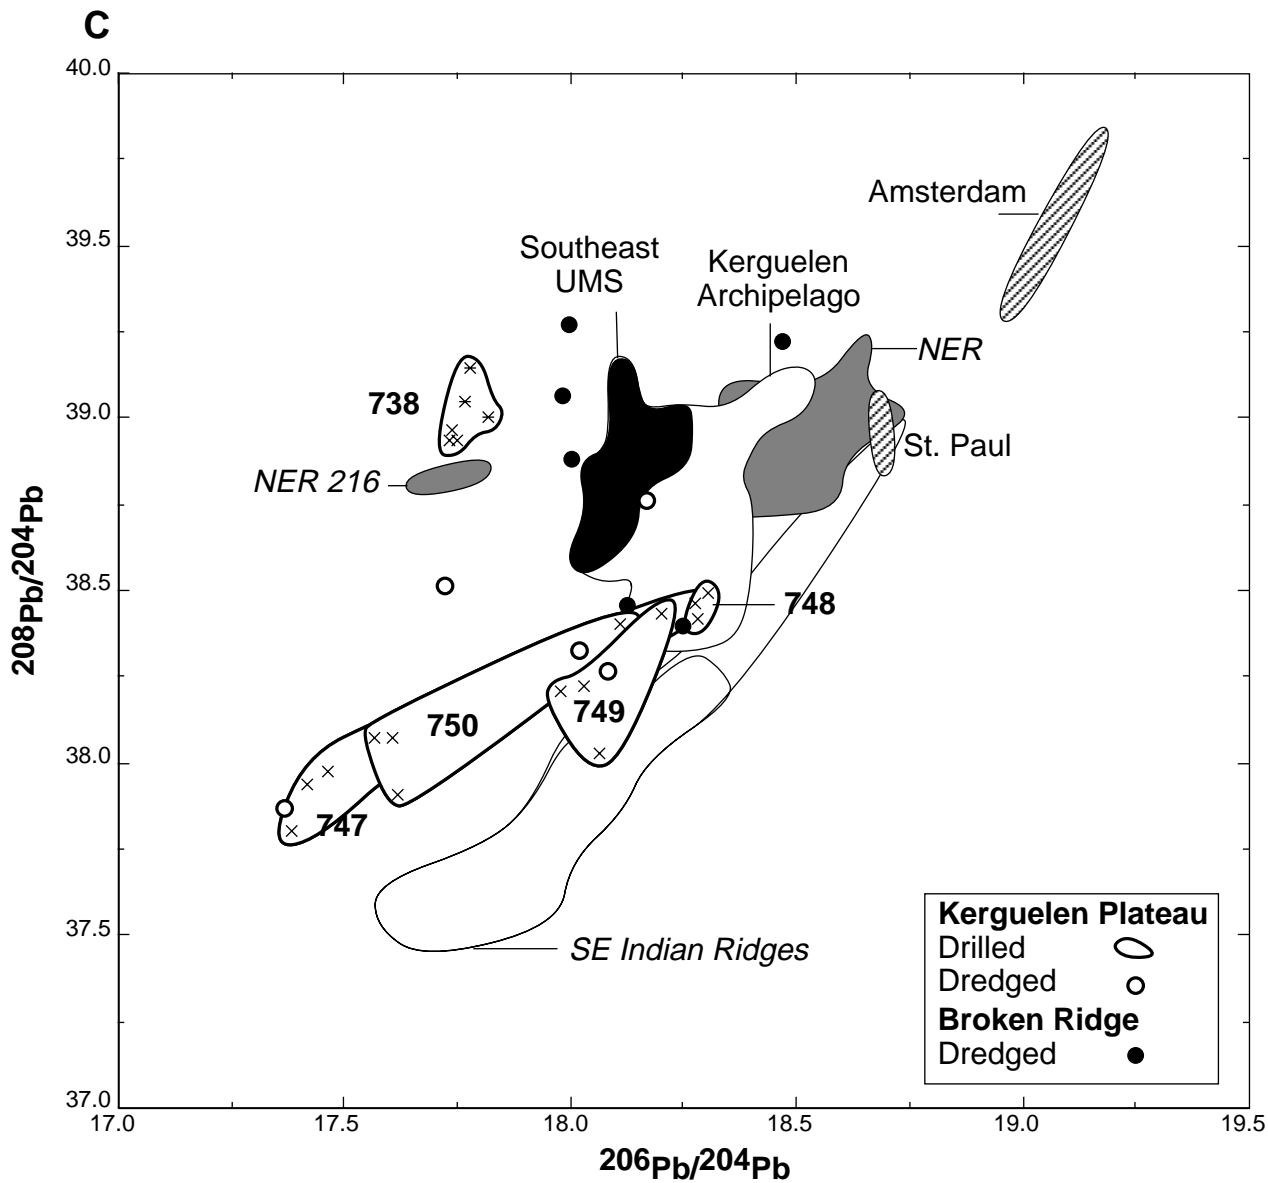 C
40.0
39.5
39.0
38.5
38.0
37.5
37.0
208Pb/204Pb
Amsterdam
Southeast
UMS
Kerguelen
Archipelago
NER
738
St. Paul
NER 216
748
749
750
747
SE Indian Ridges
Kerguelen Plateau
Drilled
Dredged
Broken Ridge
Dredged
17.0 17.5 18.0 18.5 19.0 19.5
206Pb/204Pb